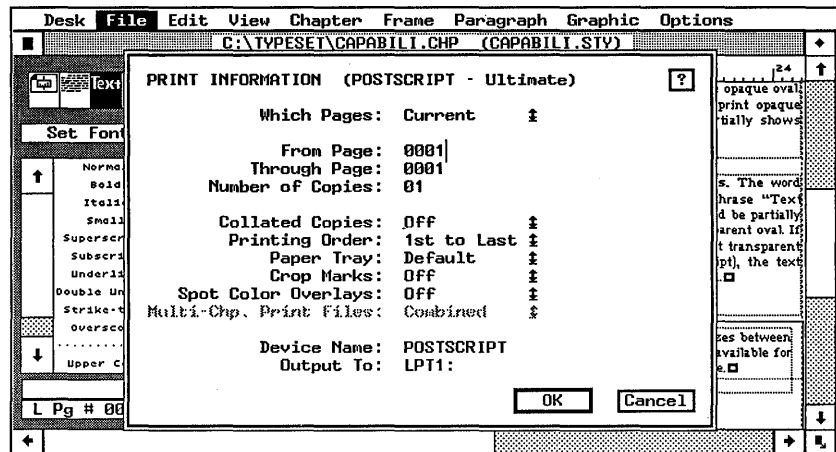 Desk File Edit View Chapter Frame Paragraph Graphic Options
C:\TYPESET\CAPABILI.CHP (CAPABILI.STY)
Text
Set Font
Norma
Bold
Italic
Small
Superscr
Subscri
Underli
Double Un
Strike-t
Oversco
Upper C
L Pg # 00
PRINT INFORMATION (POSTSCRIPT - Ultimate) ?
Which Pages: Current
From Page: 0001
Through Page: 0001
Number of Copies: 01
Collated Copies: Off
Printing Order: 1st to Last
Paper Tray: Default
Crop Marks: Off
Spot Color Overlays: Off
Multi-Chp. Print Files: Combined
Device Name: POSTSCRIPT
Output To: LPT1:
OK Cancel
24
opaque oval
print opaque
tially shows
s. The word
hrase “Text
d be partially
arent oval. If
t transparent
ipt), the text
zes between
available for
e.